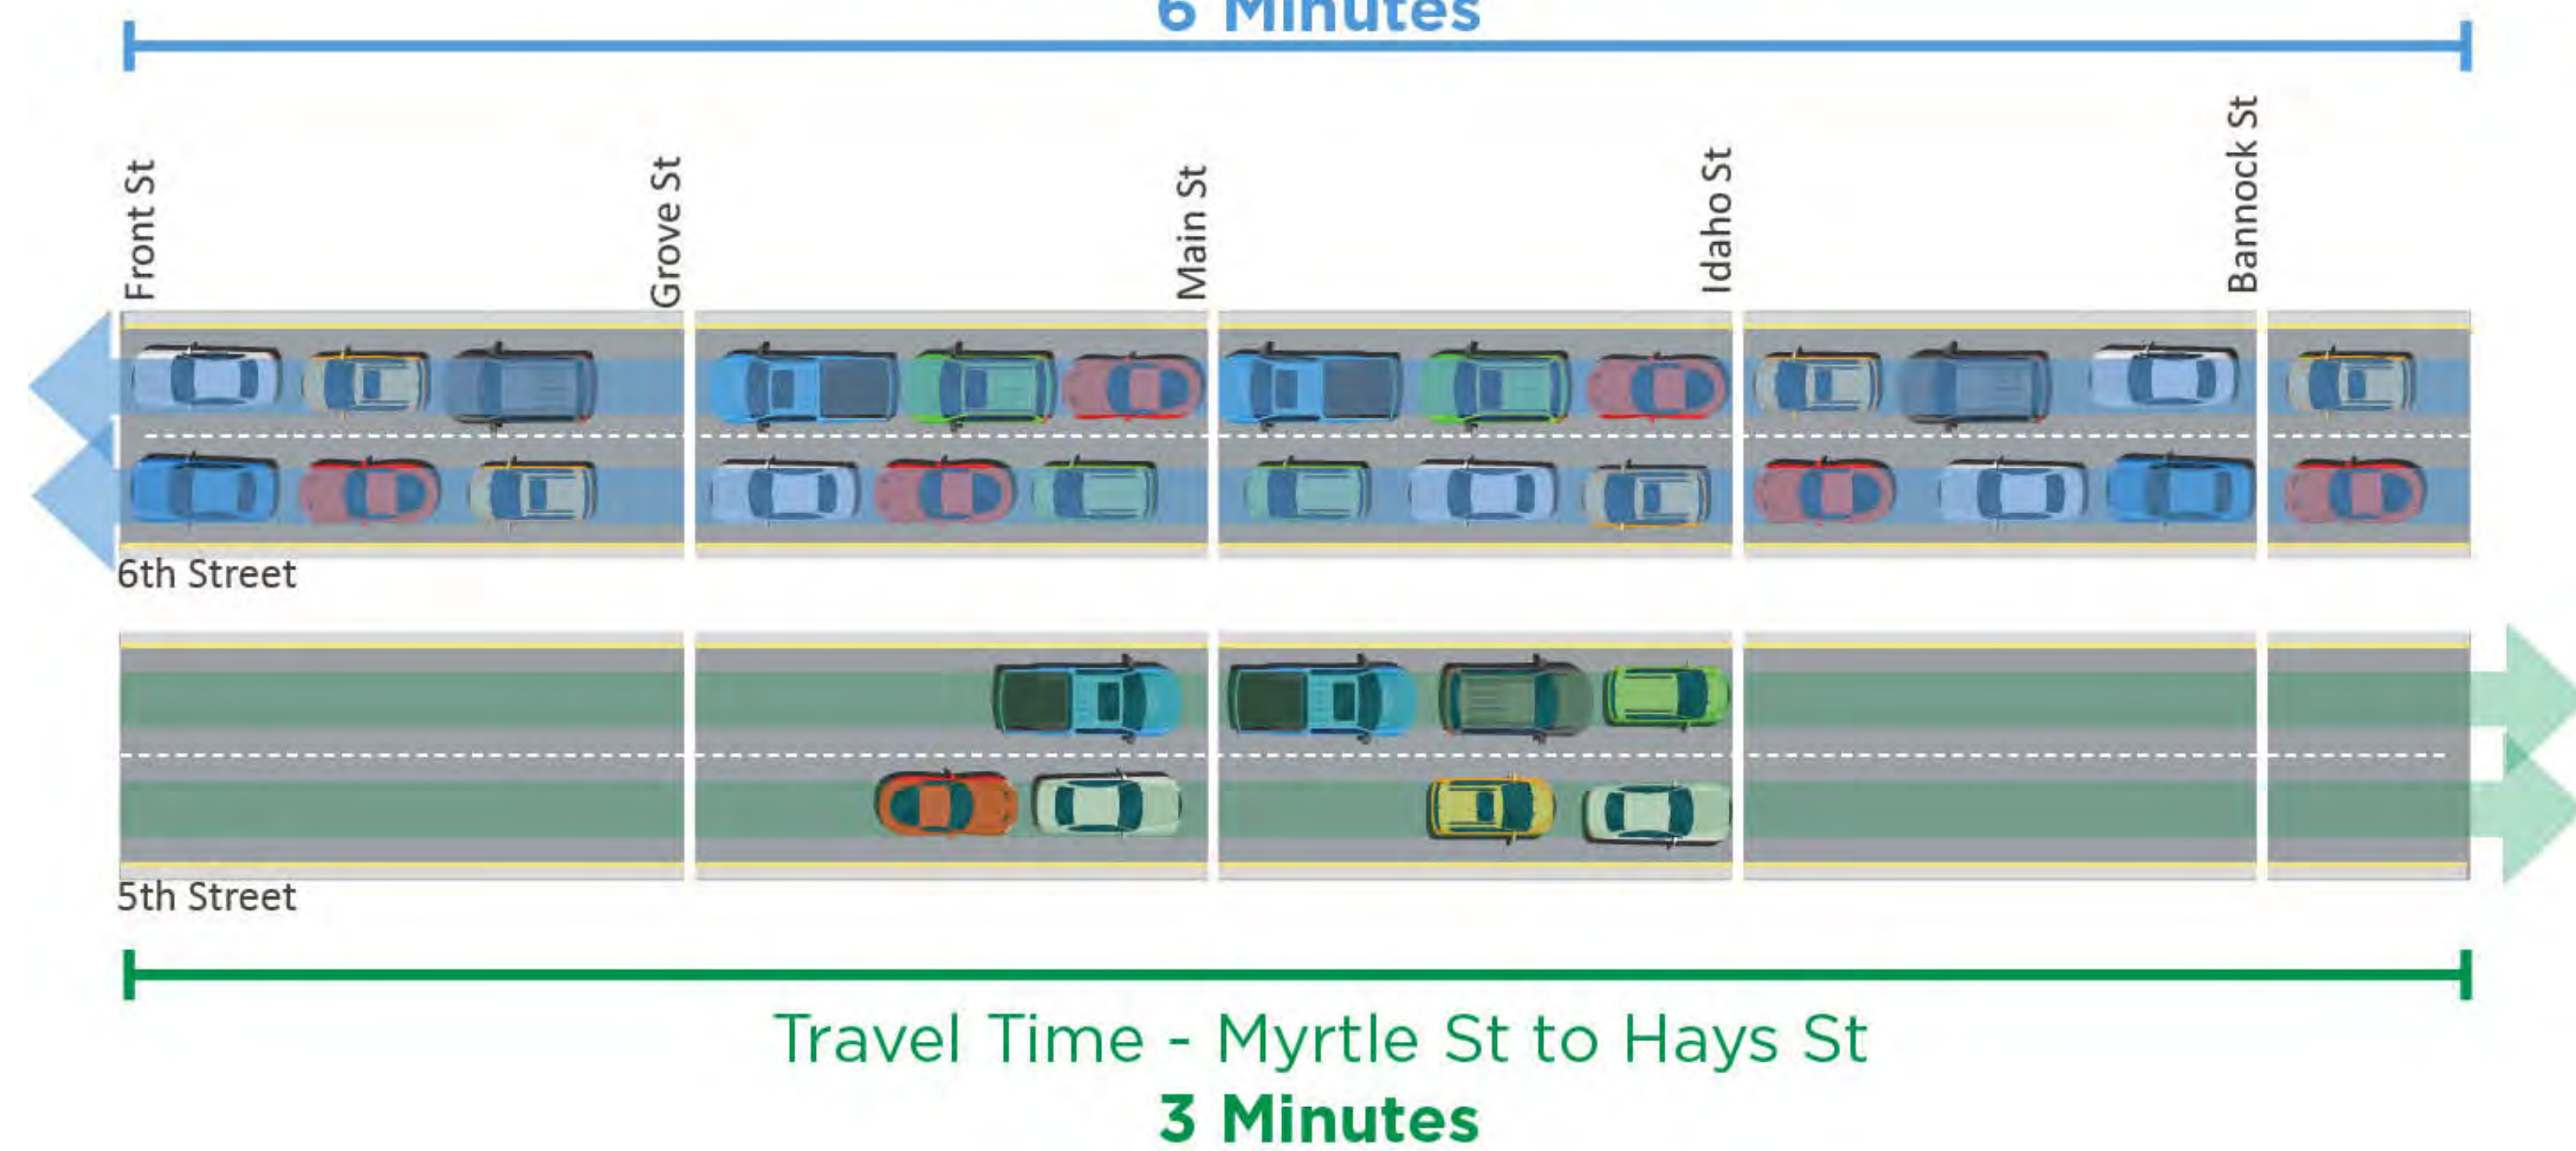 6 Minutes
Front St
Grove St
Main St
Idaho St
Bannock St
6th Street
5th Street
Travel Time - Myrtle St to Hays St
3 Minutes